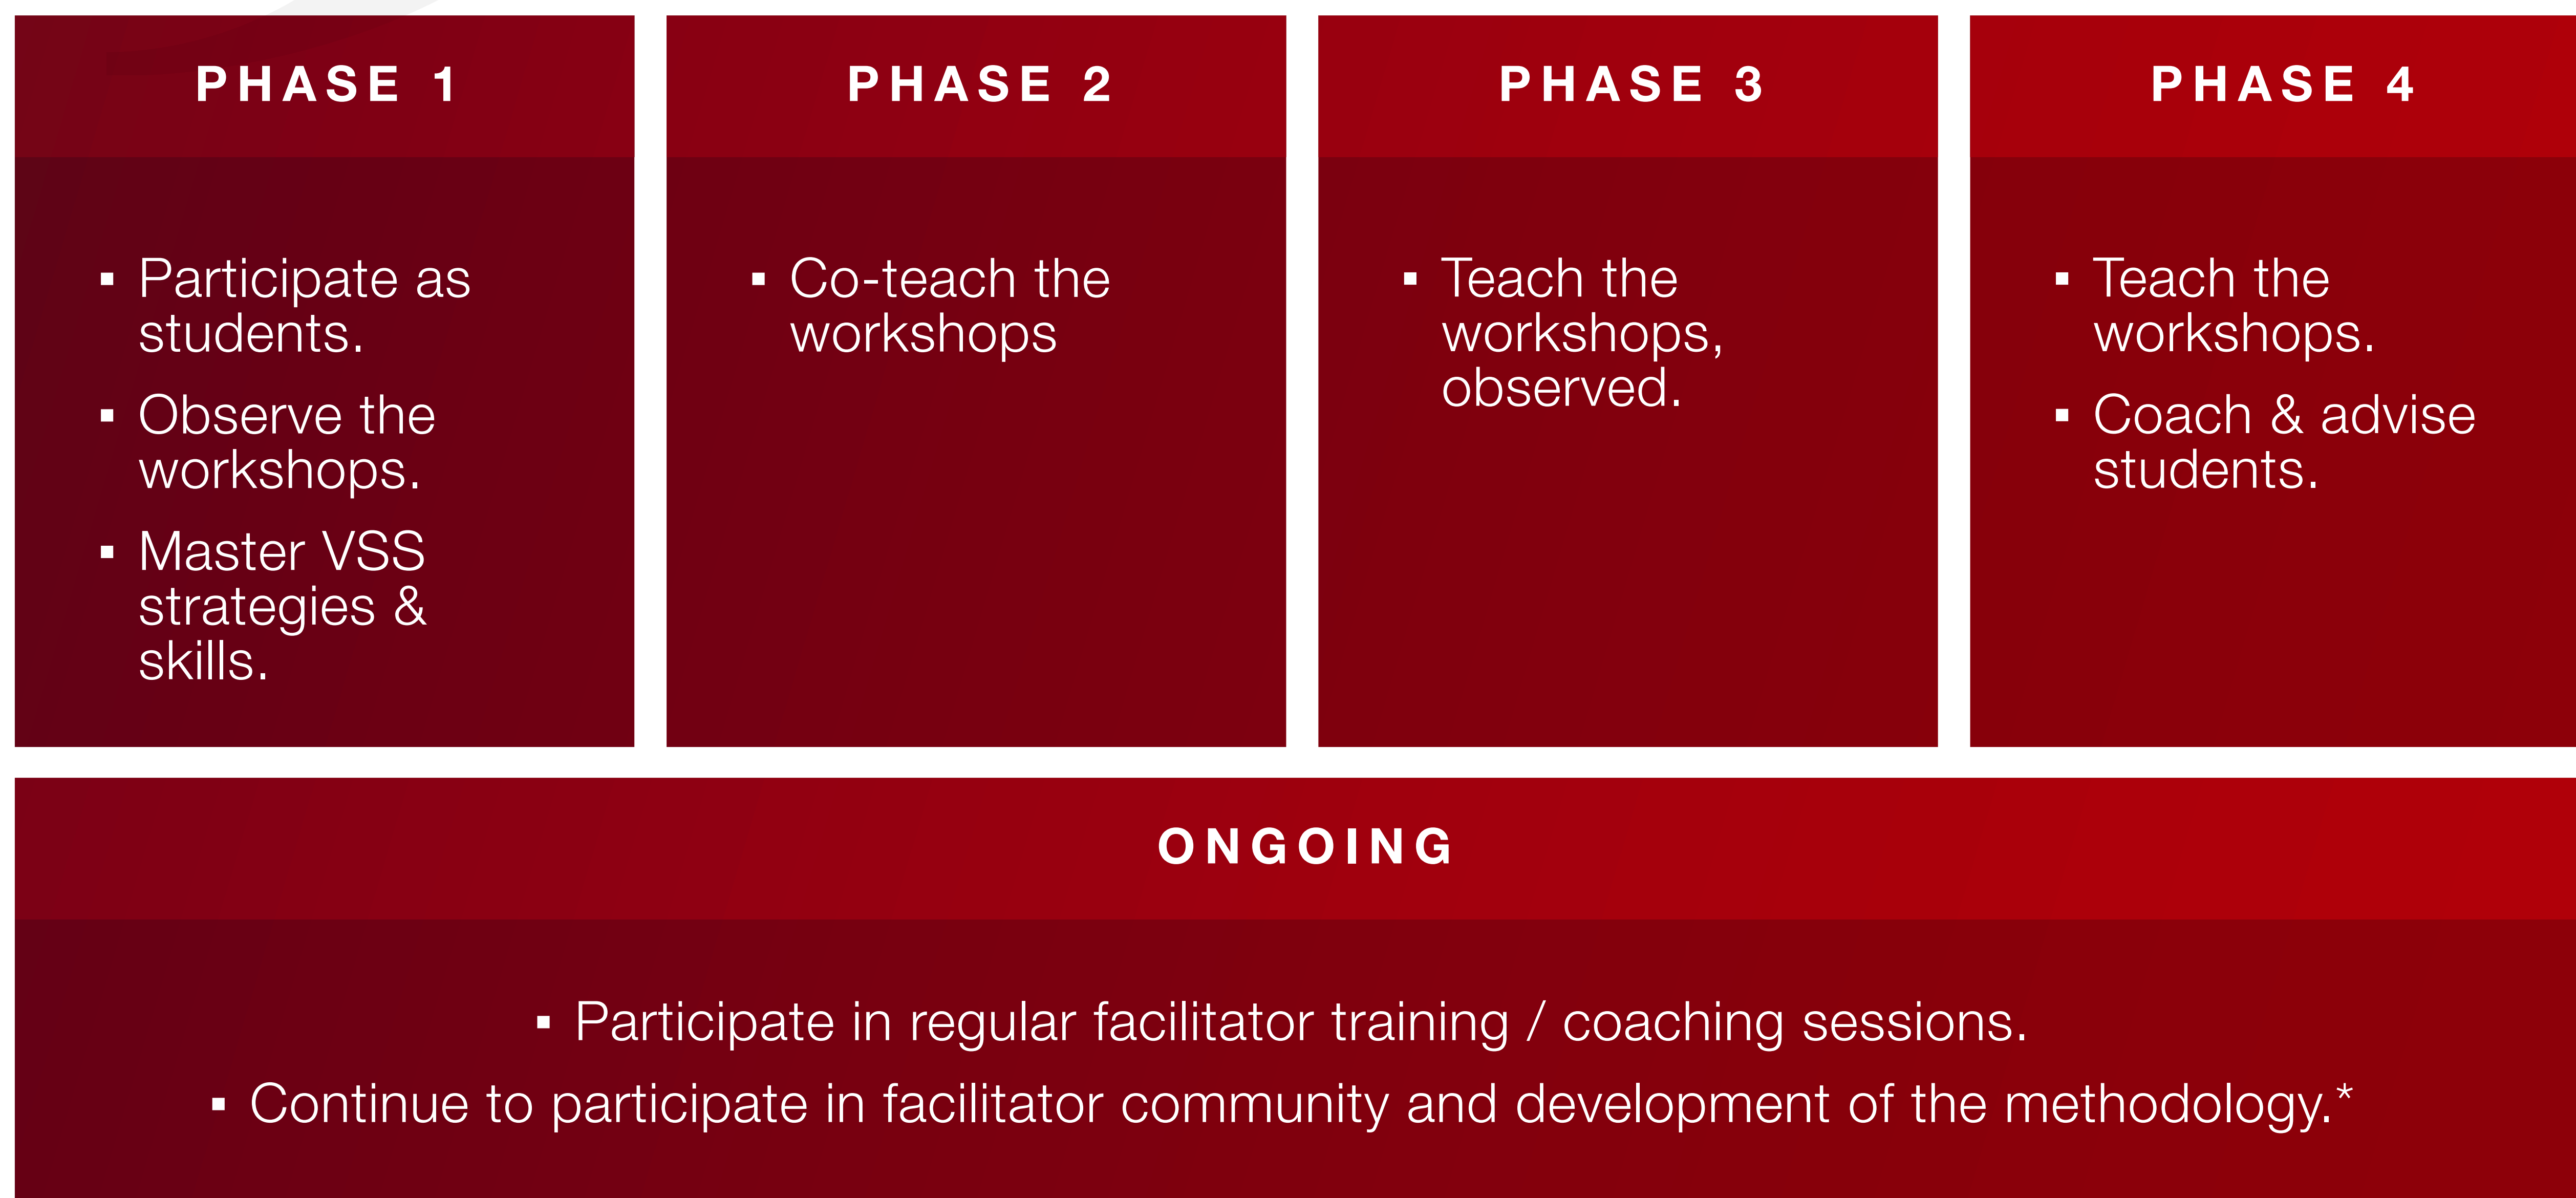 PHASE 1
▪ Participate as
students.
▪ Observe the
workshops.
▪ Master VSS
strategies &
skills.
PHASE 2
▪ Co-teach the
workshops
PHASE 3
▪ Teach the
workshops,
observed.
PHASE 4
▪ Teach the
workshops.
▪ Coach & advise
students.
ONGOING
▪ Participate in regular facilitator training / coaching sessions.
▪ Continue to participate in facilitator community and development of the methodology.*